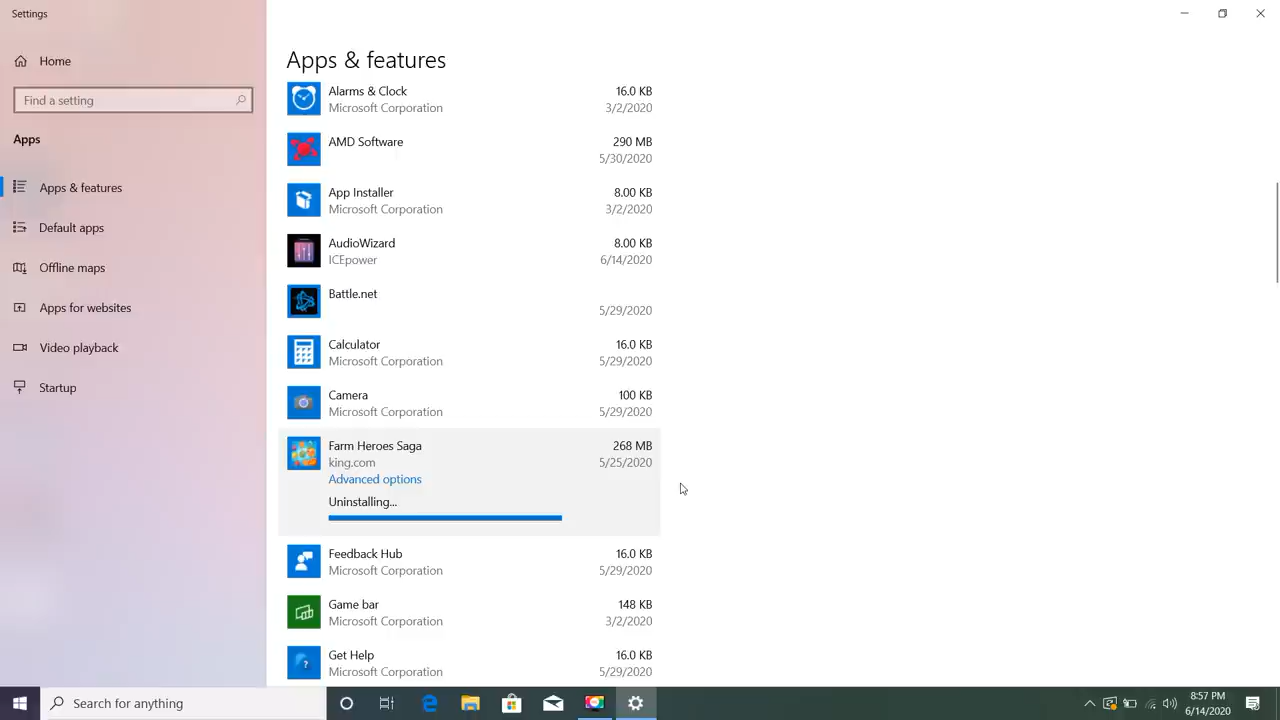 Settings
Home
Find a setting
Apps
Apps & features
Default apps
Offline maps
Apps for websites
Video playback
Startup
Apps & features
Alarms & Clock 16.0 KB
Microsoft Corporation 3/2/2020
AMD Software 290 MB
5/30/2020
App Installer 8.00 KB
Microsoft Corporation 3/2/2020
AudioWizard 8.00 KB
ICEpower 6/14/2020
Battle.net
5/29/2020
Calculator 16.0 KB
Microsoft Corporation 5/29/2020
Camera 100 KB
Microsoft Corporation 5/29/2020
Farm Heroes Saga 268 MB
king.com 5/25/2020
Advanced options
Uninstalling...
Feedback Hub 16.0 KB
Microsoft Corporation 5/29/2020
Game bar 148 KB
Microsoft Corporation 3/2/2020
Get Help 16.0 KB
Microsoft Corporation 5/29/2020
Search for anything
8:57 PM
6/14/2020